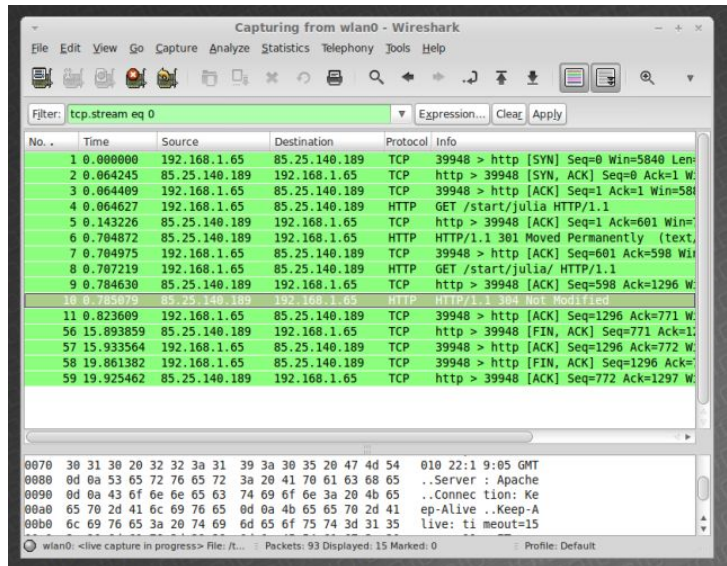 Capturing from wlan0 - Wireshark
File Edit View Go Capture Analyze Statistics Telephony Tools Help
Filter: tcp.stream eq 0 Expression... Clear Apply
No. . Time Source Destination Protocol Info
1 0.000000 192.168.1.65 85.25.140.189 TCP 39948 > http [SYN] Seq=0 Win=5840 Len=
2 0.064245 85.25.140.189 192.168.1.65 TCP http > 39948 [SYN, ACK] Seq=0 Ack=1 W
3 0.064409 192.168.1.65 85.25.140.189 TCP 39948 > http [ACK] Seq=1 Ack=1 Win=588
4 0.064627 192.168.1.65 85.25.140.189 HTTP GET /start/julia HTTP/1.1
5 0.143226 85.25.140.189 192.168.1.65 TCP http > 39948 [ACK] Seq=1 Ack=601 Win=
6 0.704872 85.25.140.189 192.168.1.65 HTTP HTTP/1.1 301 Moved Permanently (text/
7 0.704975 192.168.1.65 85.25.140.189 TCP 39948 > http [ACK] Seq=601 Ack=598 Wi
8 0.707219 192.168.1.65 85.25.140.189 HTTP GET /start/julia/ HTTP/1.1
9 0.784630 85.25.140.189 192.168.1.65 TCP http > 39948 [ACK] Seq=598 Ack=1296 W
10 0.785079 85.25.140.189 192.168.1.65 HTTP HTTP/1.1 304 Not Modified
11 0.823609 192.168.1.65 85.25.140.189 TCP 39948 > http [ACK] Seq=1296 Ack=771 W
56 15.893859 85.25.140.189 192.168.1.65 TCP http > 39948 [FIN, ACK] Seq=771 Ack=12
57 15.933564 192.168.1.65 85.25.140.189 TCP 39948 > http [ACK] Seq=1296 Ack=772 W
58 19.861382 192.168.1.65 85.25.140.189 TCP 39948 > http [FIN, ACK] Seq=1296 Ack=
59 19.925462 85.25.140.189 192.168.1.65 TCP http > 39948 [ACK] Seq=772 Ack=1297 W
0070 30 31 30 20 32 32 3a 31 39 3a 30 35 20 47 4d 54 010 22:1 9:05 GMT
0080 0d 0a 53 65 72 76 65 72 3a 20 41 70 61 63 68 65 ..Server : Apache
0090 0d 0a 43 6f 6e 6e 65 63 74 69 6f 6e 3a 20 4b 65 ..Connec tion: Ke
00a0 65 70 2d 41 6c 69 76 65 0d 0a 4b 65 65 70 2d 41 ep-Alive ..Keep-A
00b0 6c 69 76 65 3a 20 74 69 6d 65 6f 75 74 3d 31 35 live: ti meout=15
wlan0: <live capture in progress> File: /t... Packets: 93 Displayed: 15 Marked: 0 Profile: Default